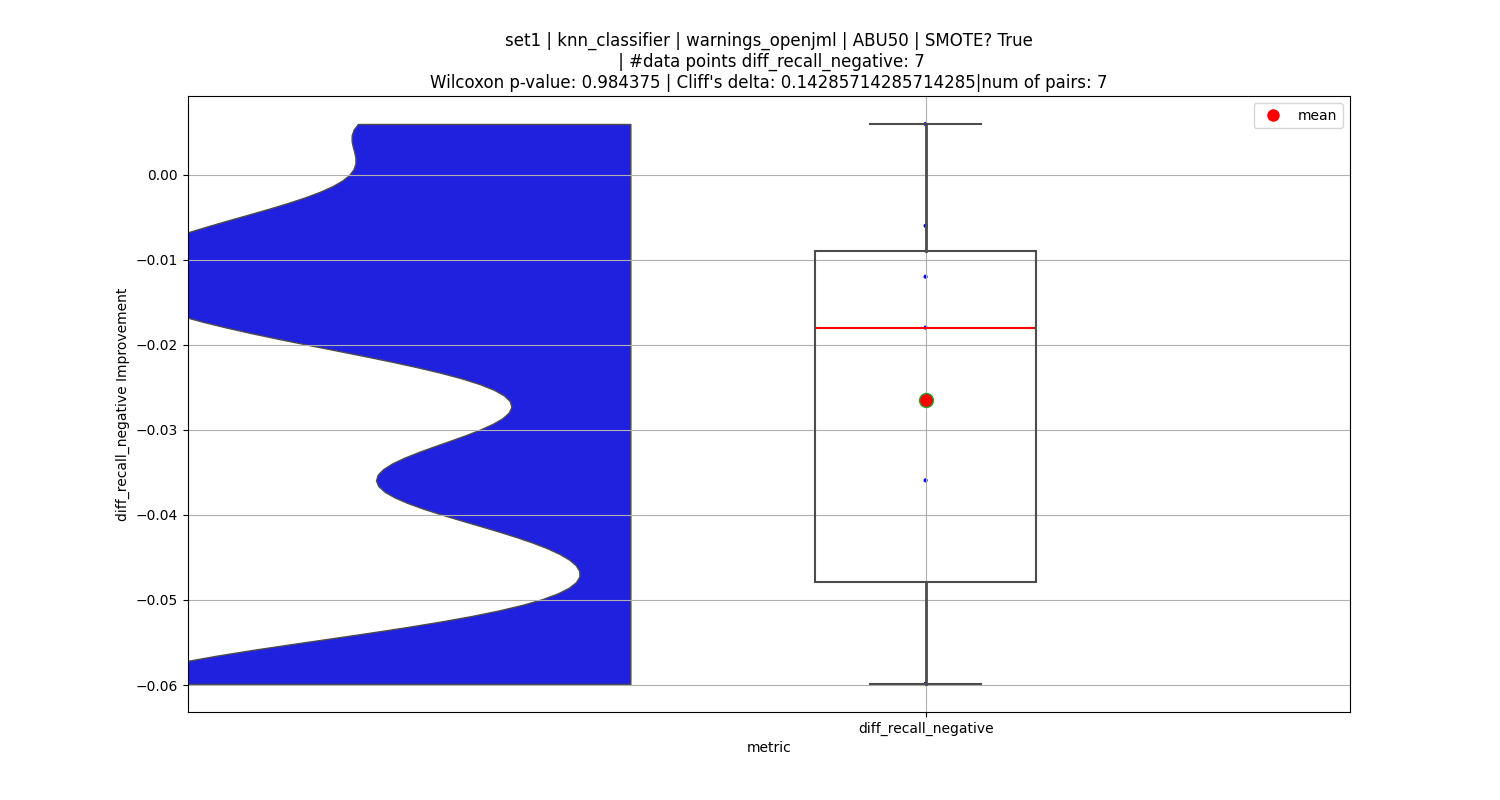 set1 | knn_classifier | warnings_openjml | ABU50 | SMOTE? True
| #data points diff_recall_negative: 7
Wilcoxon p-value: 0.984375 | Cliff's delta: 0.14285714285714285|num of pairs: 7
mean
0.00
−0.01
−0.02
−0.03
−0.04
−0.05
−0.06
diff_recall_negative Improvement
diff_recall_negative
metric